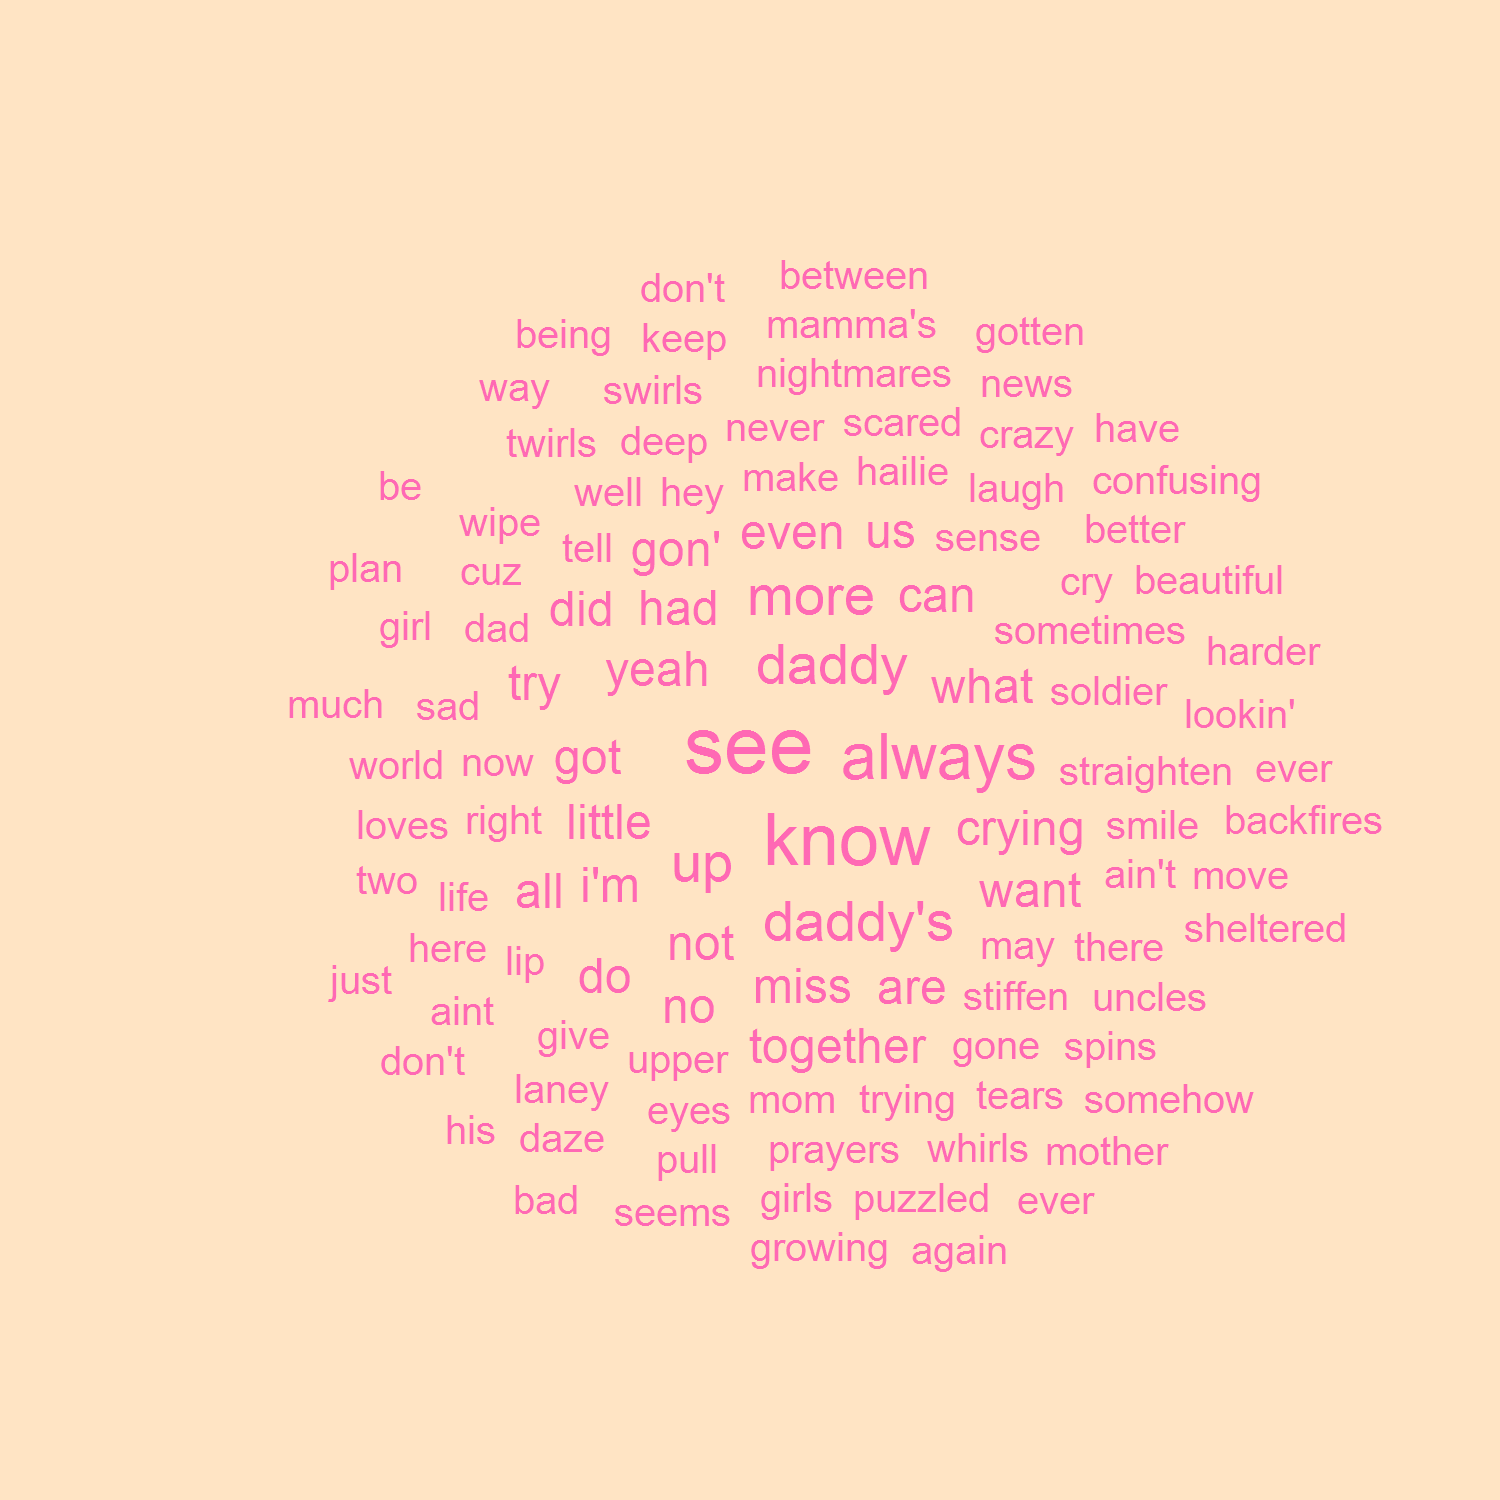 don't between
being keep mamma's gotten
way swirls nightmares news
twirls deep never scared crazy have
be well hey make hailie laugh confusing
wipe tell gon' even us sense better
plan cuz did had more can cry beautiful
girl dad sometimes harder
try yeah daddy what soldier
much sad lookin'
world now got see always straighten ever
loves right little know crying smile backfires
two life all i'm up want ain't move
here lip not daddy's may there sheltered
just do miss are stiffen uncles
aint give no together gone spins
don't laney upper mom trying tears somehow
his daze eyes prayers whirls mother
bad seems pull girls puzzled ever
growing again